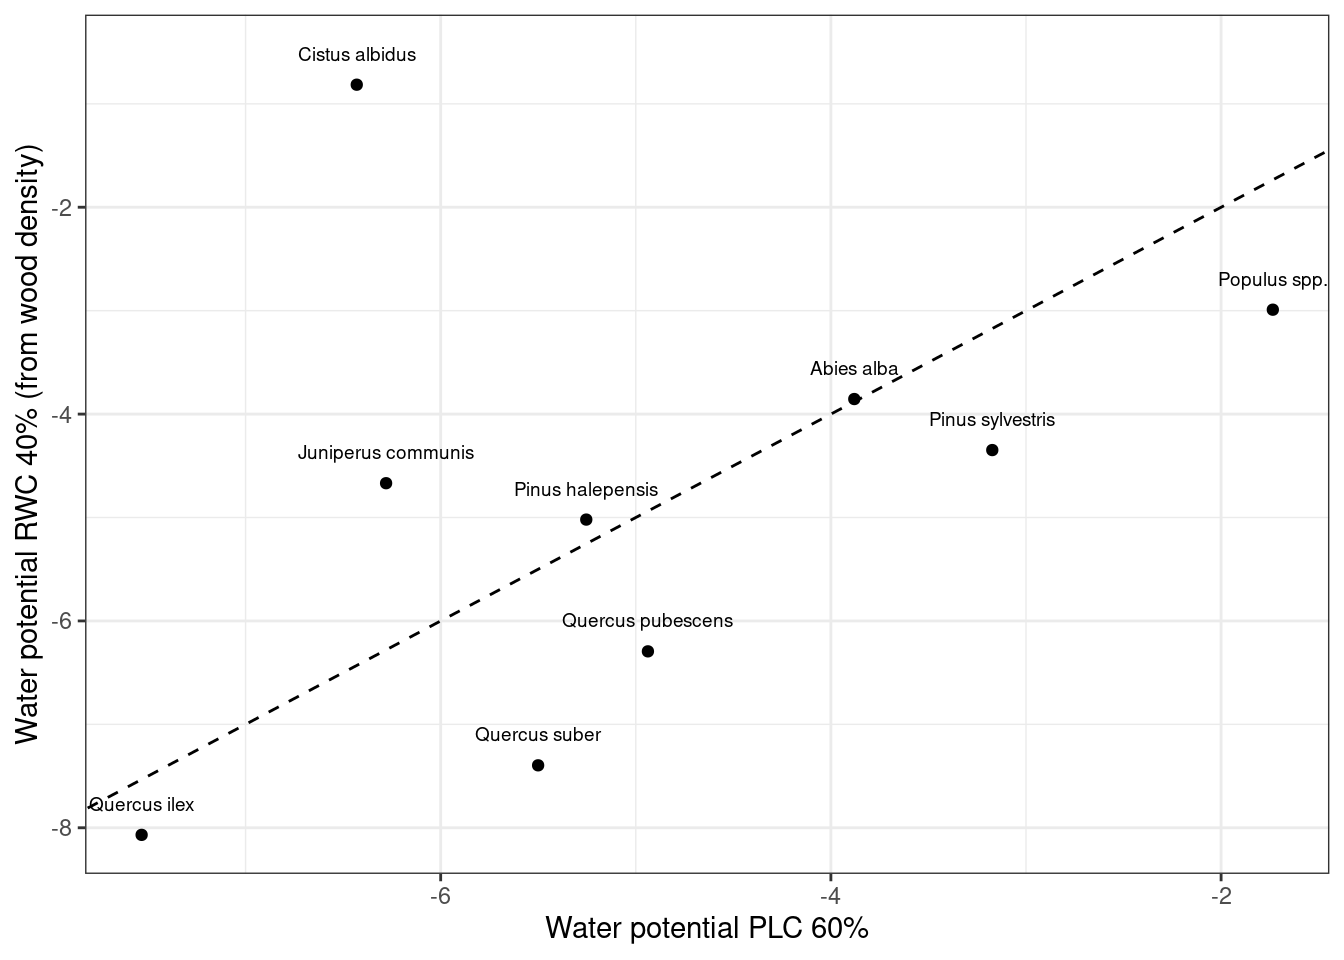 Cistus albidus
Populus spp.
Abies alba
Pinus sylvestris
Juniperus communis
Pinus halepensis
Quercus pubescens
Quercus suber
Quercus ilex
-2
-4
-6
-8
-6
-4
-2
Water potential PLC 60%
Water potential RWC 40% (from wood density)